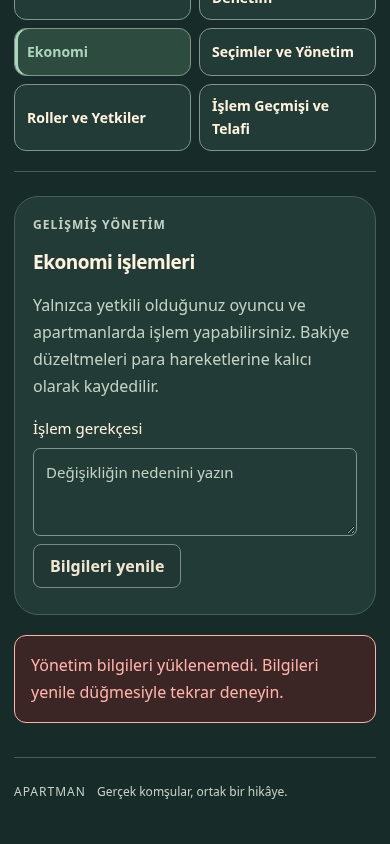 Denetim
Ekonomi
Seçimler ve Yönetim
Roller ve Yetkiler
İşlem Geçmişi ve
Telafi
GELİŞMİŞ YÖNETİM
Ekonomi işlemleri
Yalnızca yetkili olduğunuz oyuncu ve
apartmanlarda işlem yapabilirsiniz. Bakiye
düzeltmeleri para hareketlerine kalıcı
olarak kaydedilir.
İşlem gerekçesi
Değişikliğin nedenini yazın
Bilgileri yenile
Yönetim bilgileri yüklenemedi. Bilgileri
yenile düğmesiyle tekrar deneyin.
APARTMAN Gerçek komşular, ortak bir hikâye.